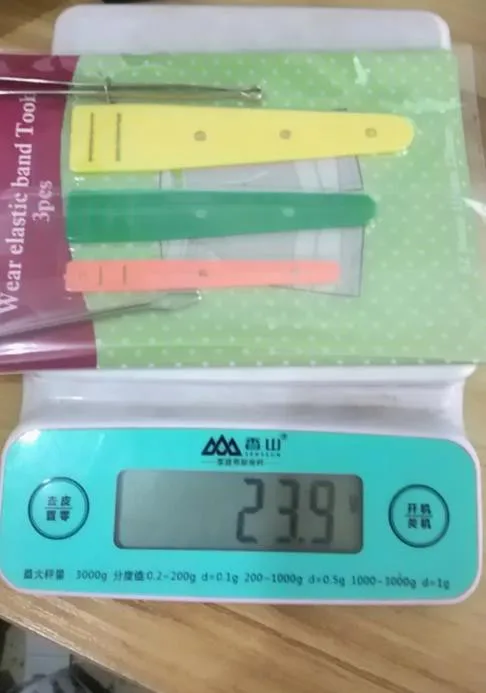 Wear elastic band Tool
3pcs
香山®
SENSSUN
23.9
去皮
置零
开机
关机
最大秤量 3000g 分度值0.2-200g d=0.1g 200-1000g d=0.5g 1000-3000g d=1g